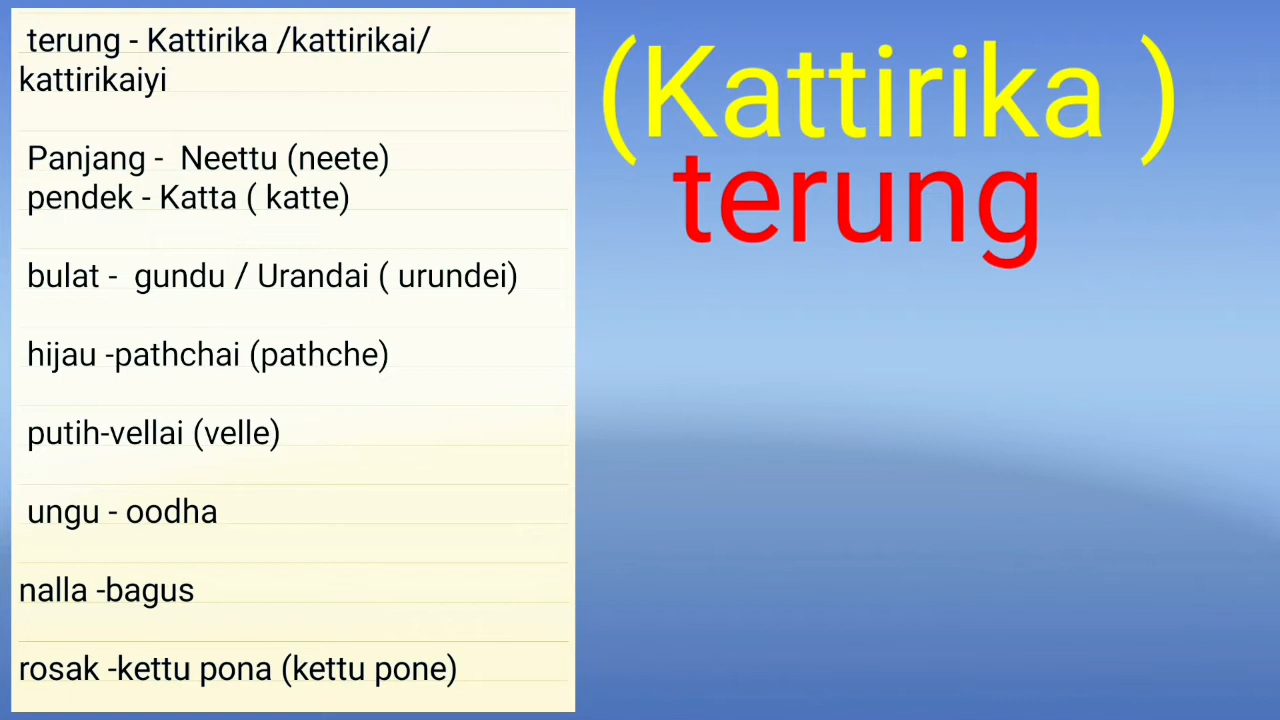 terung - Kattirika /kattirikai/
kattirikaiyi
Panjang -  Neettu (neete)
pendek - Katta ( katte)
bulat -  gundu / Urandai ( urundei)
hijau -pathchai (pathche)
putih-vellai (velle)
ungu - oodha
nalla -bagus
rosak -kettu pona (kettu pone)
(Kattirika )
terung